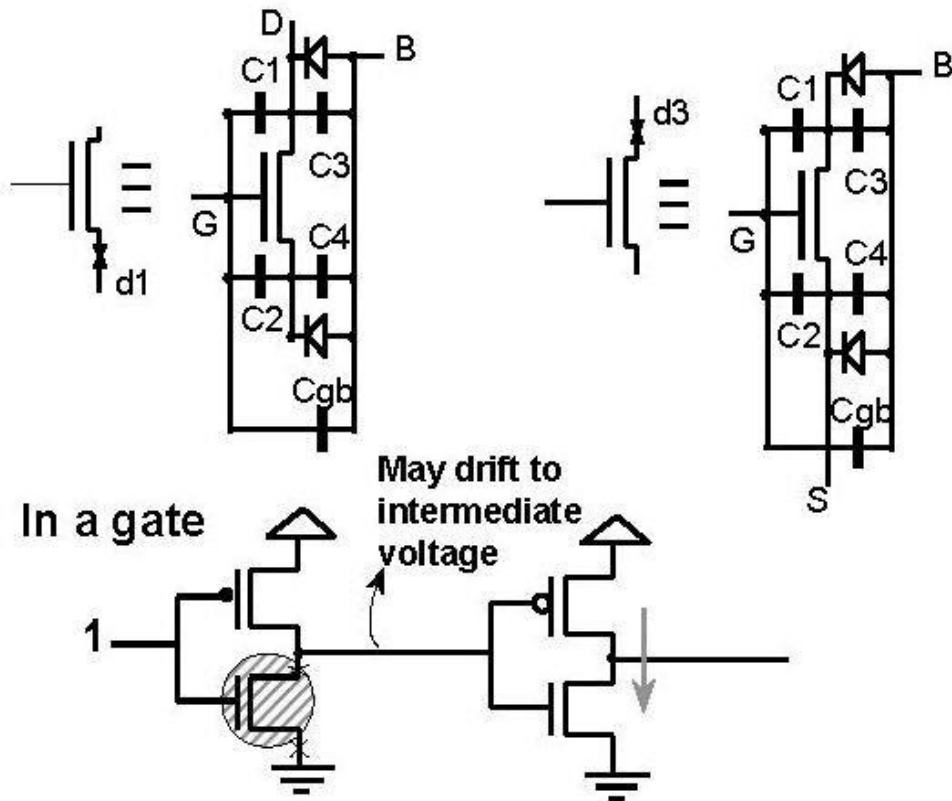 D
B
C1
C3
G
C4
d1
C2
Cgb
B
d3
C1
C3
G
C4
C2
Cgb
S
May drift to
intermediate
voltage
In a gate
1